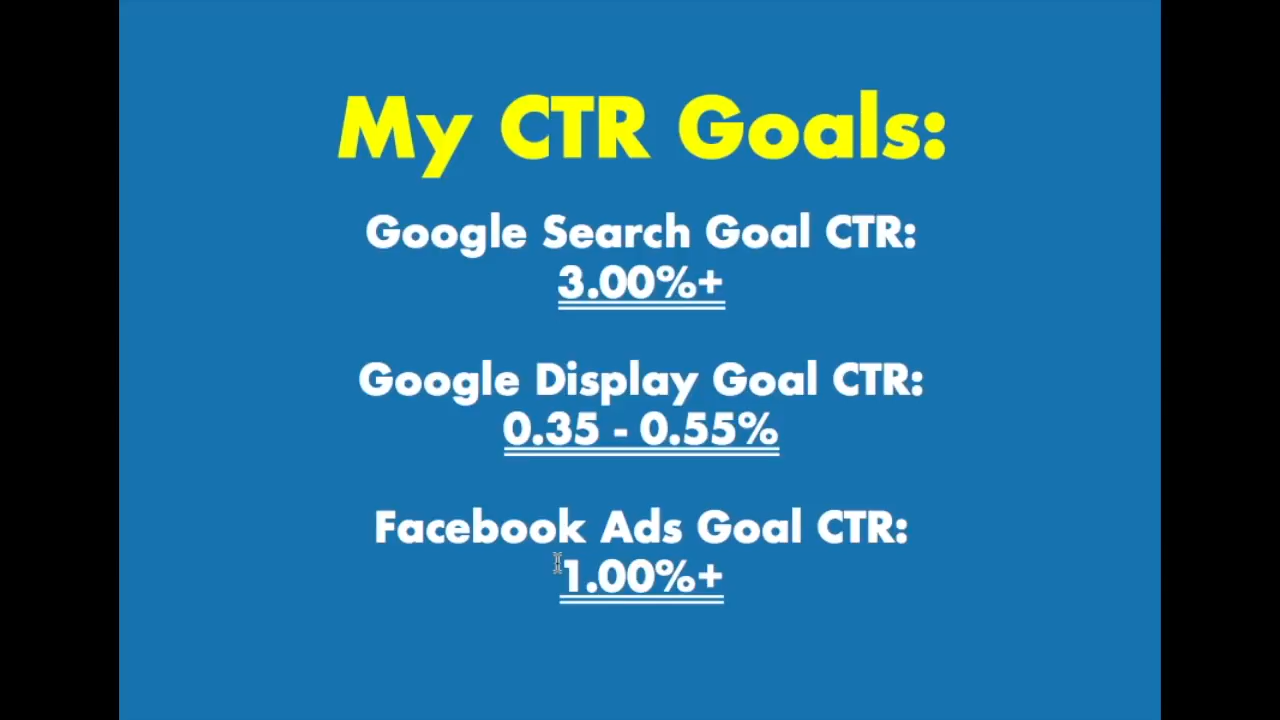 My CTR Goals:
Google Search Goal CTR:
3.00%+
Google Display Goal CTR:
0.35 - 0.55%
Facebook Ads Goal CTR:
1.00%+